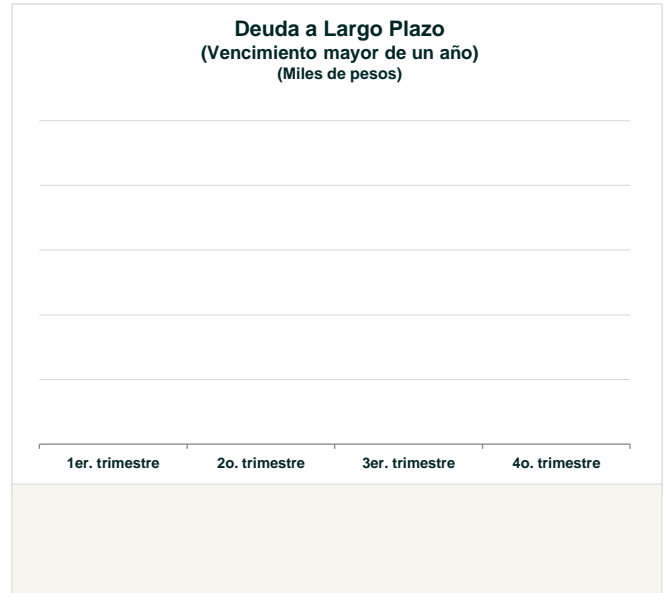 Deuda a Largo Plazo
(Vencimiento mayor de un año)
(Miles de pesos)
1er. trimestre 2o. trimestre 3er. trimestre 4o. trimestre